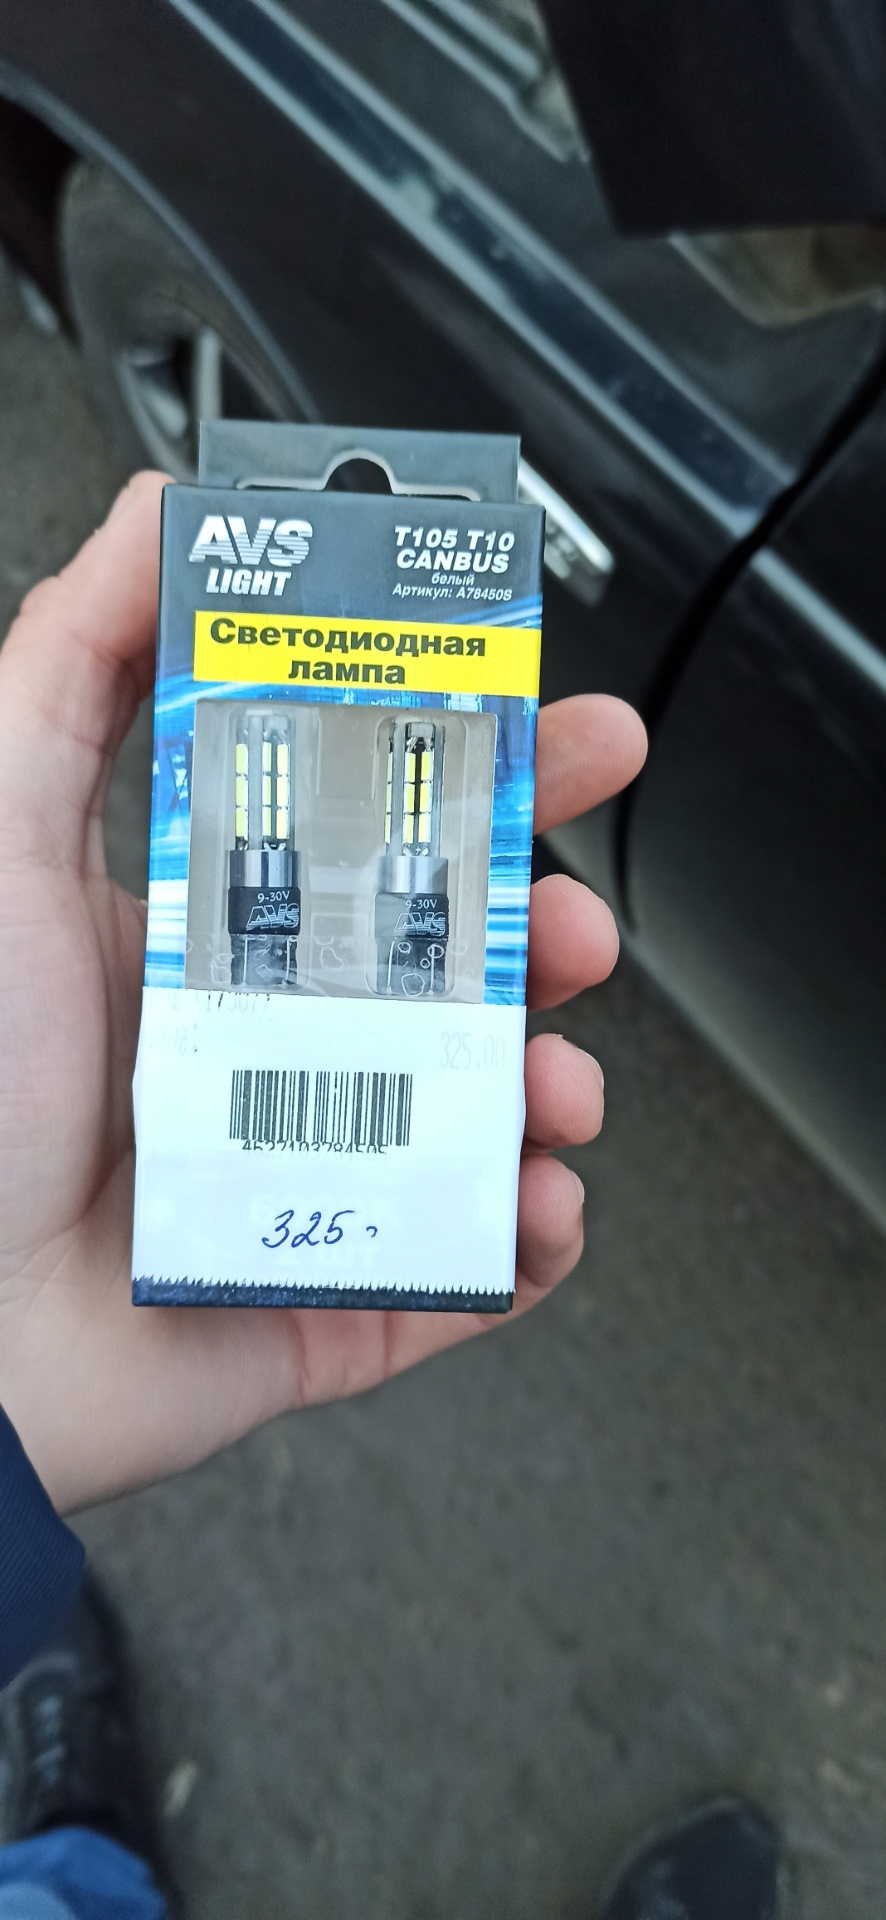 AVS
LIGHT
T105 T10
CANBUS
белый
Артикул: A78450S
Светодиодная
лампа
9-30V
AVS
9-30V
AVS
325.00
4627103784505
325=